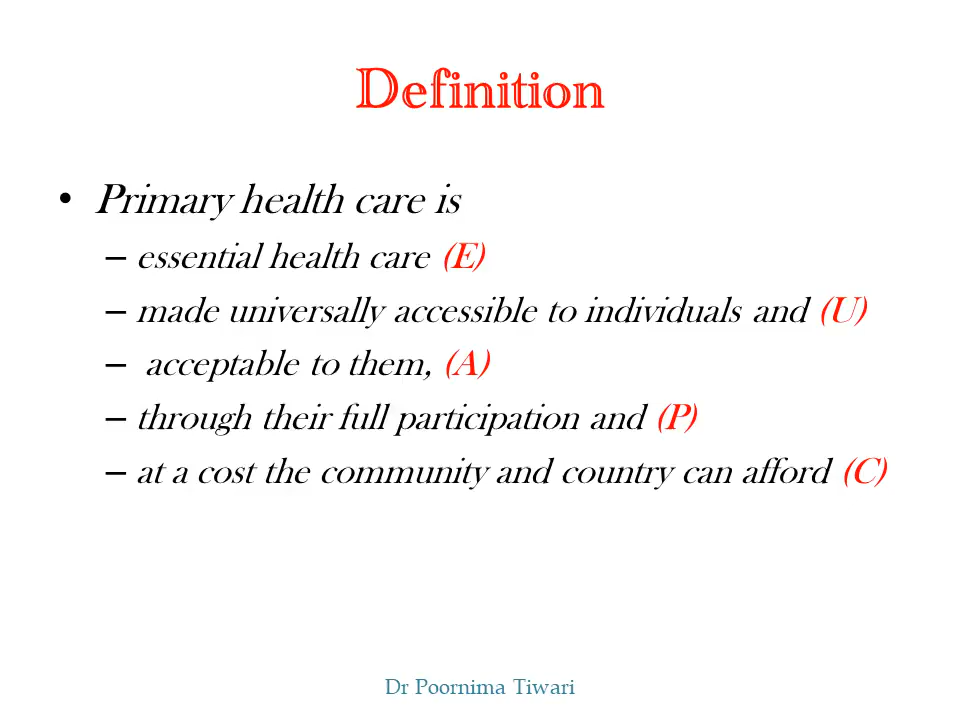 Definition
• Primary health care is
– essential health care (E)
– made universally accessible to individuals and (U)
– acceptable to them, (A)
– through their full participation and (P)
– at a cost the community and country can afford (C)
Dr Poornima Tiwari